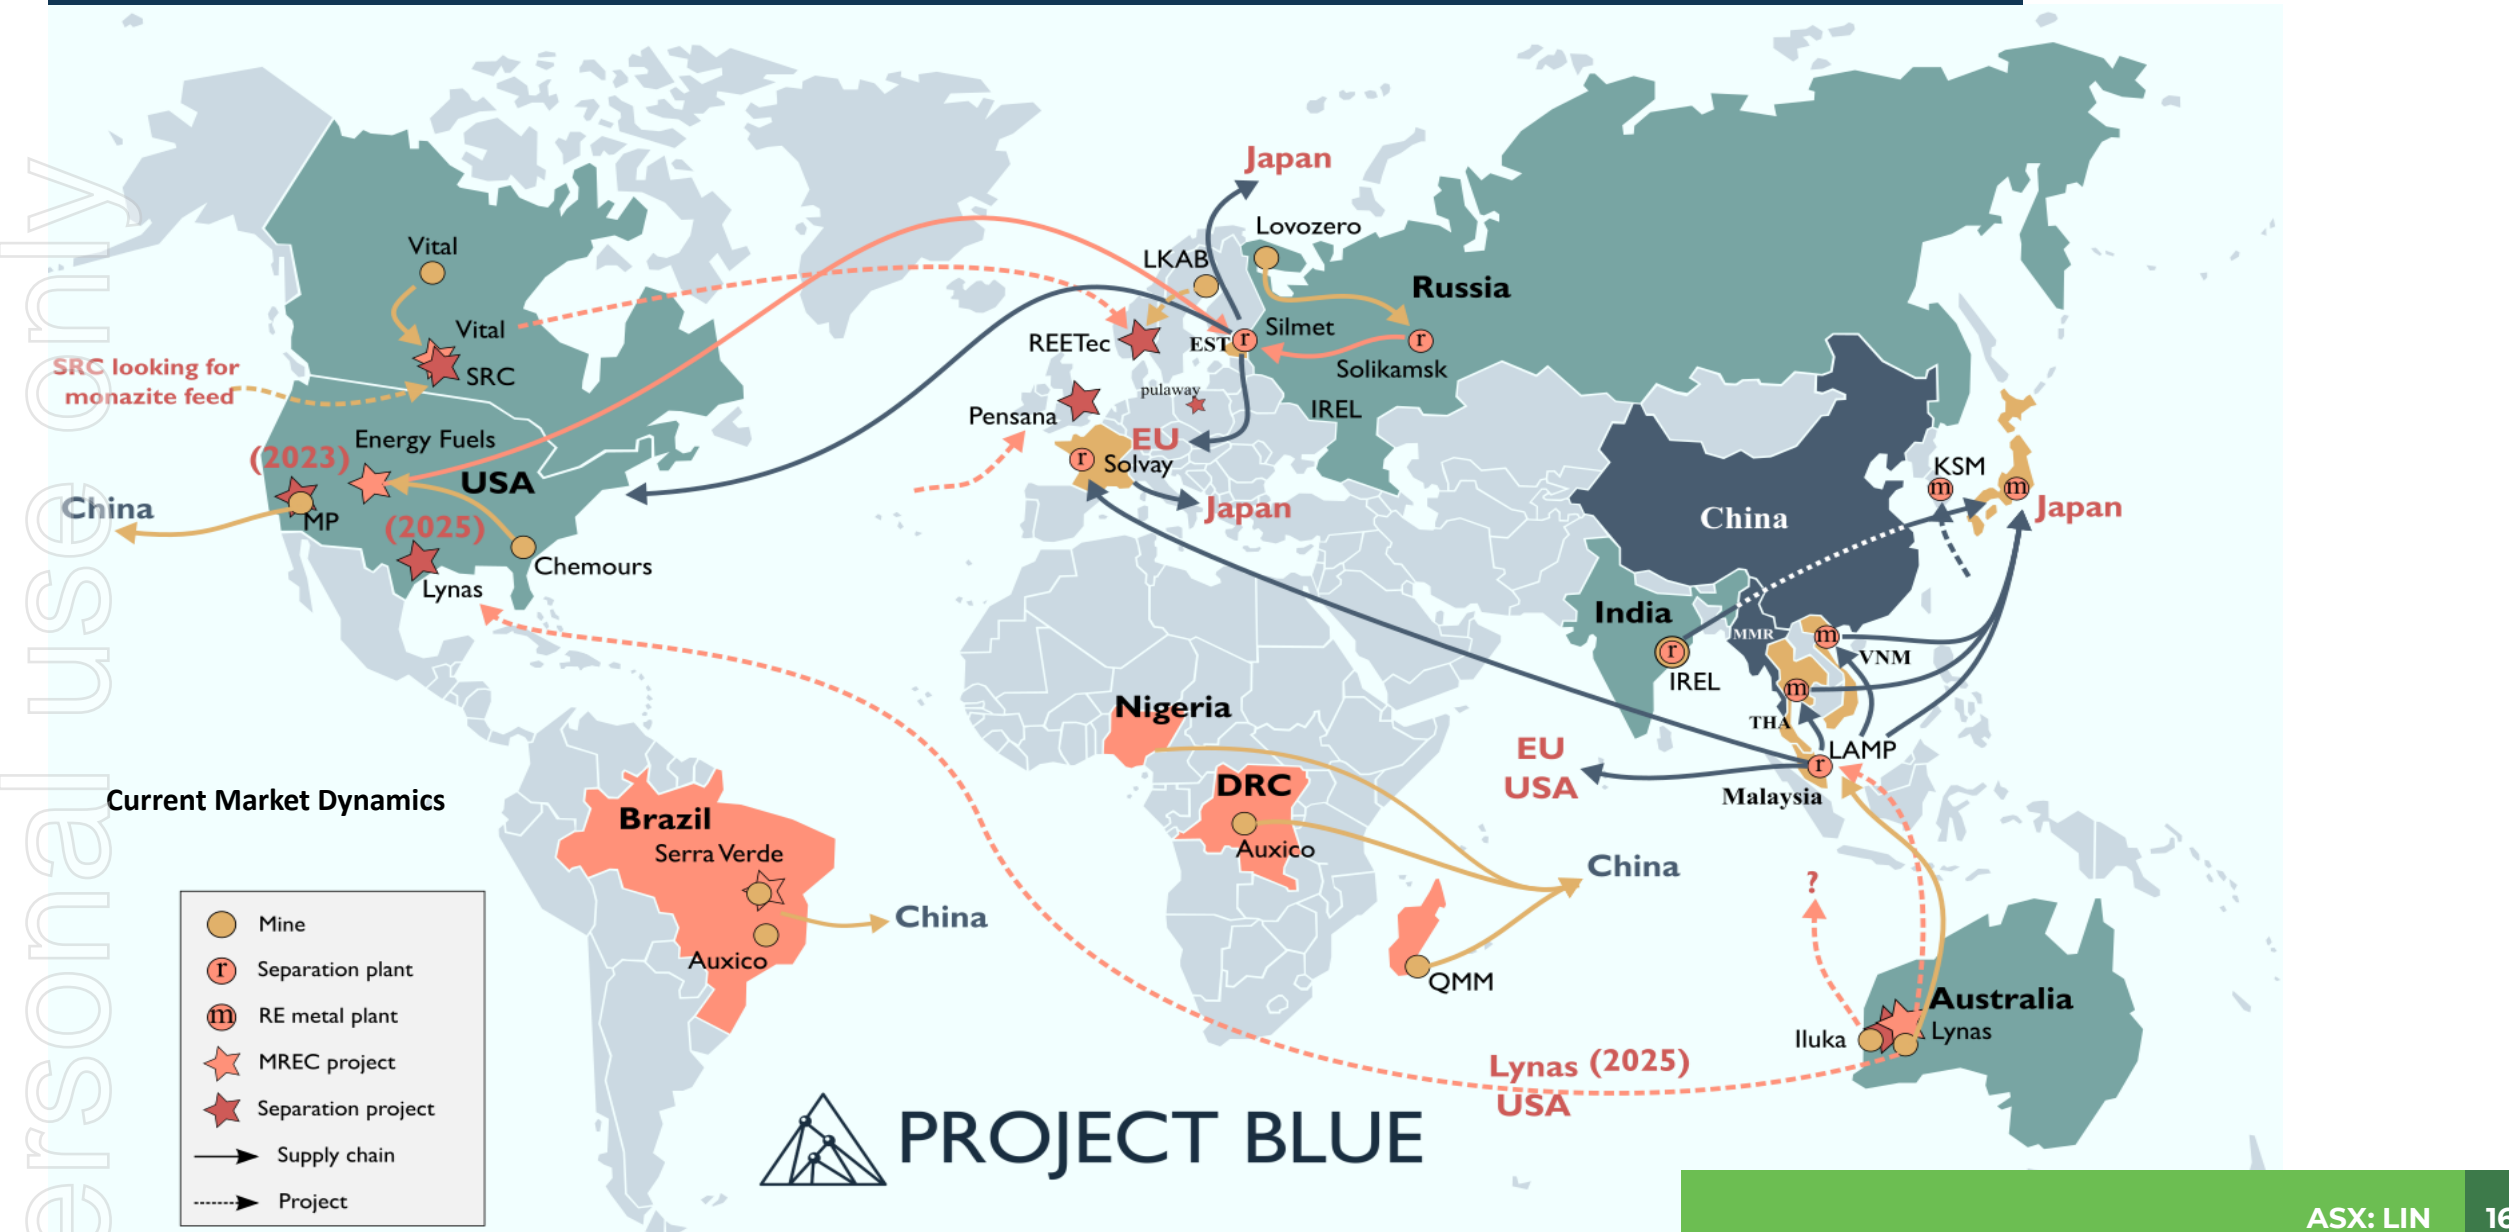 Japan
Lovozero
LKAB
Russia
Vital
Vital
SRC
SRC looking for
monazite feed
REETec
EST
Silmet
Solikamsk
pulaway
IREL
Pensana
EU
Solvay
Japan
Energy Fuels
(2023)
USA
China
MP
(2025)
Lynas
Chemours
KSM
m
m
Japan
China
India
MMR
IREL
VNM
THA
LAMP
Malaysia
EU
USA
Nigeria
DRC
Auxico
China
QMM
Brazil
Serra Verde
Auxico
China
?
Australia
Iluka
Lynas
Lynas (2025)
USA
Current Market Dynamics
Mine
r Separation plant
m RE metal plant
MREC project
Separation project
Supply chain
Project
PROJECT BLUE
r
r
r
r
m
m
r
ersonal use only
ASX: LIN
16